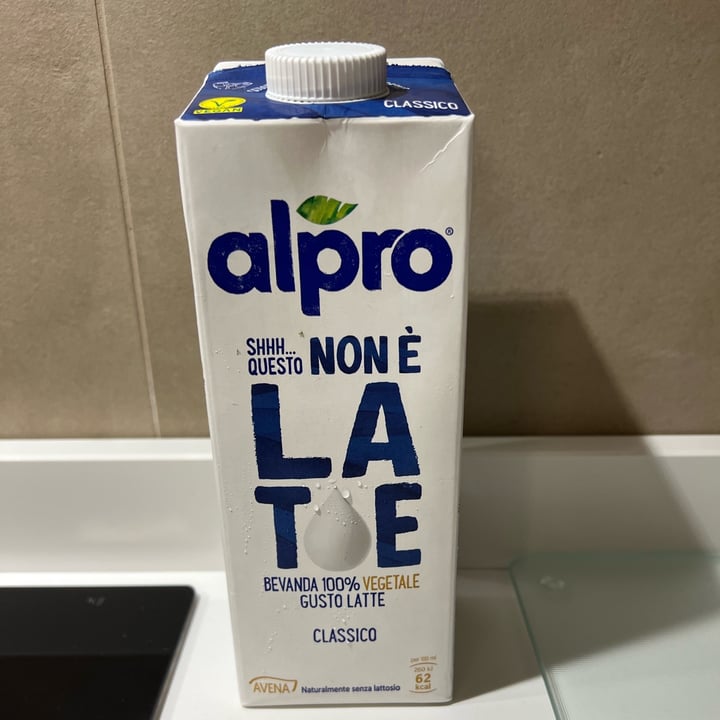 VEGAN
CLASSICO
alpro®
SHHH...
QUESTO
NON È
LA
T E
BEVANDA 100% VEGETALE
GUSTO LATTE
CLASSICO
per 100 ml
260 kJ
62
kcal
AVENA
Naturalmente senza lattosio